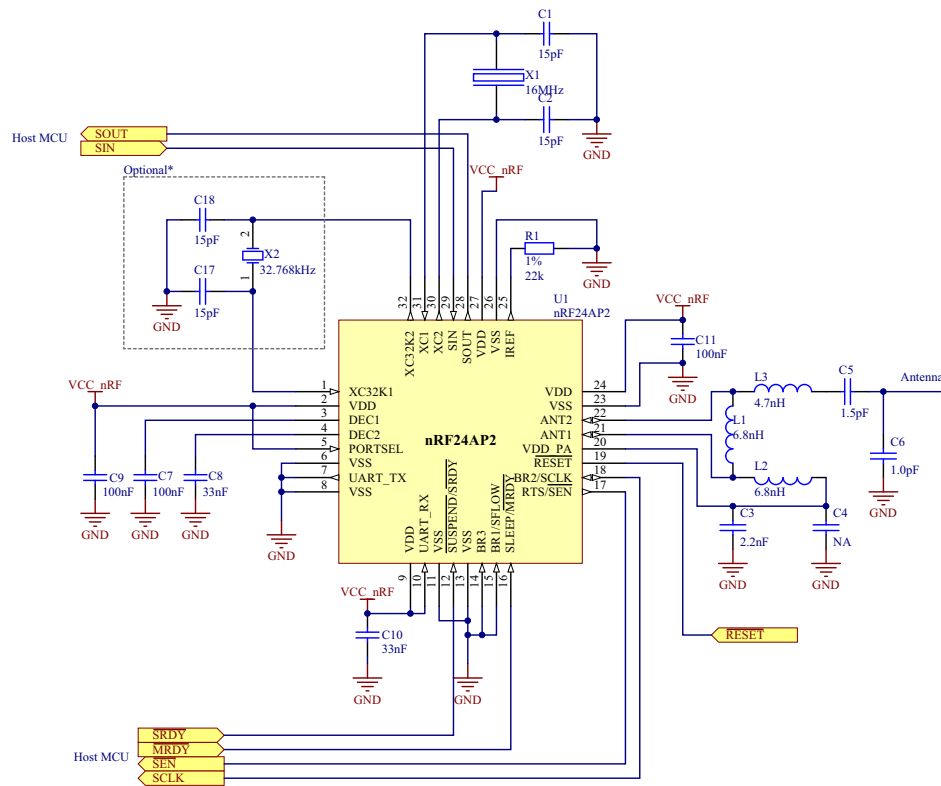 C1
15pF
X1
16MHz
C2
15pF
GND
Host MCU
SOUT
SIN
VCC_nRF
Optional*
C18
15pF
2
X2
32.768kHz
1
C17
15pF
GND
R1
1%
22k
GND
32
31
30
29
28
27
26
25
U1
nRF24AP2
XC32K2
XC1
XC2
SIN
SOUT
VDD
VSS
IREF
VCC_nRF
C11
100nF
GND
1
2
3
4
5
6
7
8
XC32K1
VDD
DEC1
DEC2
PORTSEL
VSS
UART_TX
VSS
nRF24AP2
VDD
VSS
ANT2
ANT1
VDD_PA
RESET
BR2/SCLK
RTS/SEN
24
23
22
21
20
19
18
17
VCC_nRF
C9
100nF
C7
100nF
C8
33nF
GND
GND
GND
GND
L3
4.7nH
C5
1.5pF
Antenna
L1
6.8nH
L2
6.8nH
C6
1.0pF
GND
C3
2.2nF
C4
NA
GND
GND
VDD
UART_RX
VSS
SUSPEND/SRDY
VSS
BR3
BR1/SFLOW
SLEEP/MRDY
9
10
11
12
13
14
15
16
VCC_nRF
C10
33nF
GND
GND
RESET
Host MCU
SRDY
MRDY
SEN
SCLK